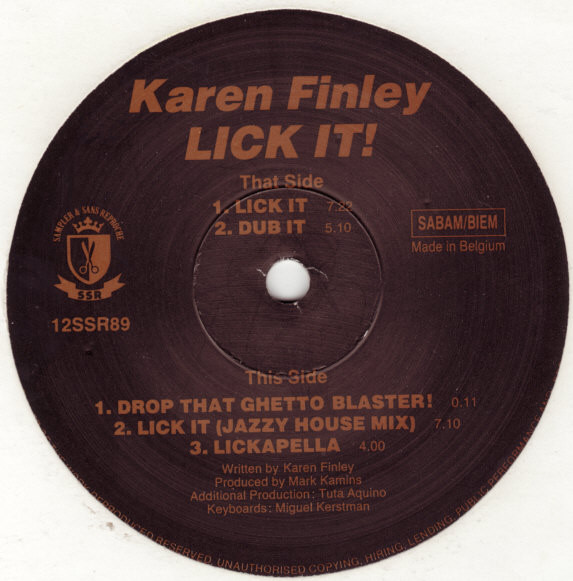 Karen Finley
LICK IT!
That Side
1. LICK IT 7.22
2. DUB IT 5.10
SAMPLER & SANS REPROCHE
SSR
12SSR89
SABAM/BIEM
Made in Belgium
This Side
1. DROP THAT GHETTO BLASTER! 0.11
2. LICK IT (JAZZY HOUSE MIX) 7.10
3. LICKAPELLA 4.00
Written by Karen Finley
Produced by Mark Kamins
Additional Production: Tuta Aquino
Keyboards: Miguel Kerstman
REPRODUCED RESERVED. UNAUTHORISED COPYING, HIRING, LENDING, PUBLIC